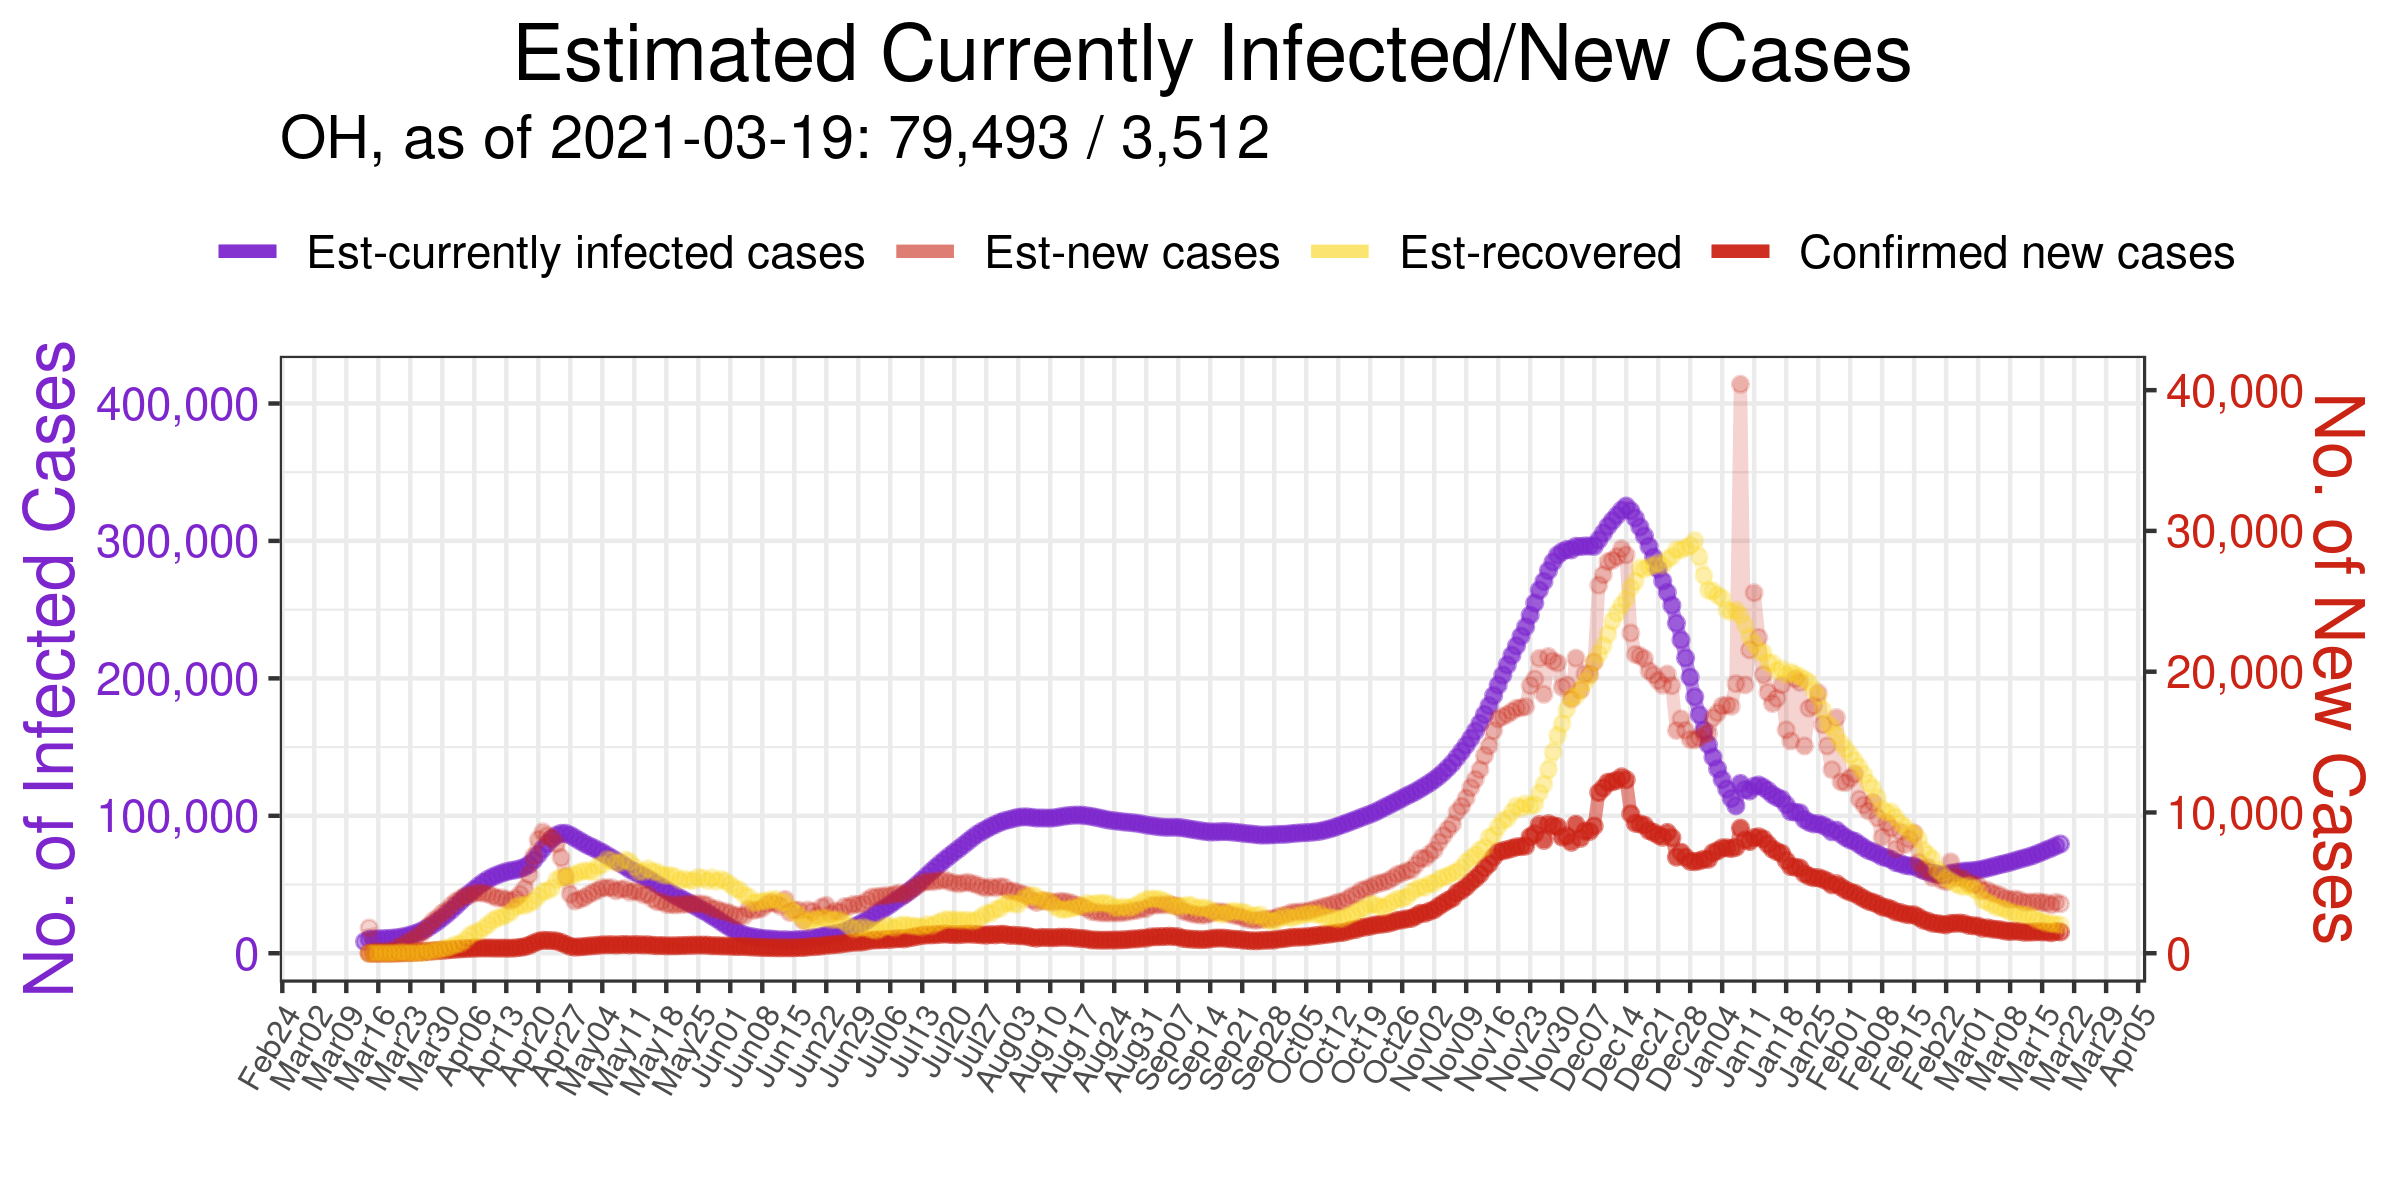 Estimated Currently Infected/New Cases
OH, as of 2021-03-19: 79,493 / 3,512
Est-currently infected cases Est-new cases Est-recovered Confirmed new cases
No. of Infected Cases
400,000
300,000
200,000
100,000
0
40,000
30,000
20,000
10,000
0
No. of New Cases
Feb24 Mar02 Mar09 Mar16 Mar23 Mar30 Apr06 Apr13 Apr20 Apr27 May04 May11 May18 May25 Jun01 Jun08 Jun15 Jun22 Jun29 Jul06 Jul13 Jul20 Jul27 Aug03 Aug10 Aug17 Aug24 Aug31 Sep07 Sep14 Sep21 Sep28 Oct05 Oct12 Oct19 Oct26 Nov02 Nov09 Nov16 Nov23 Nov30 Dec07 Dec14 Dec21 Dec28 Jan04 Jan11 Jan18 Jan25 Feb01 Feb08 Feb15 Feb22 Mar01 Mar08 Mar15 Mar22 Mar29 Apr05